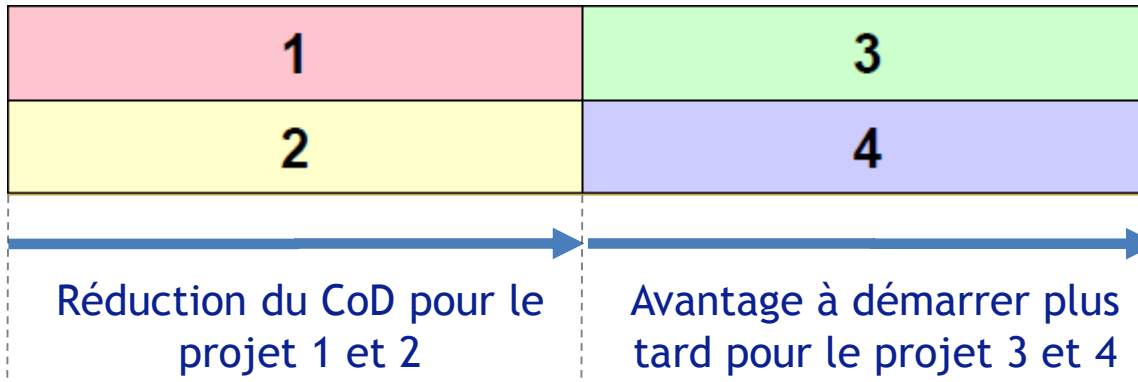 1
3
2
4
Réduction du CoD pour le
projet 1 et 2
Avantage à démarrer plus
tard pour le projet 3 et 4